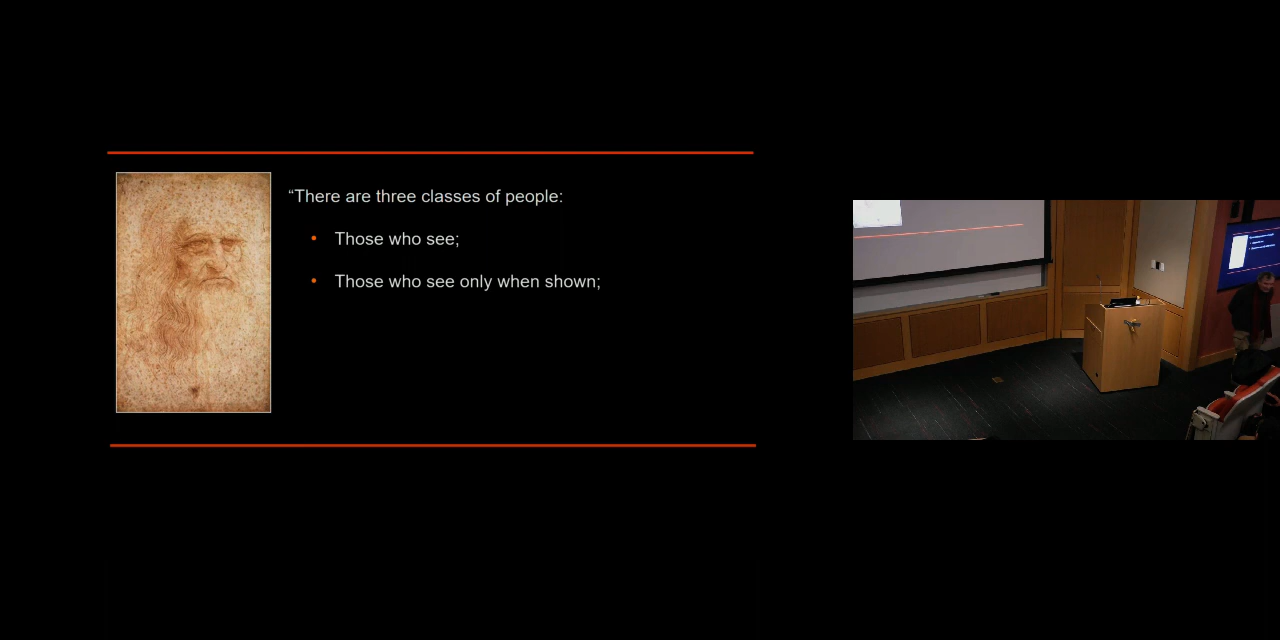 “There are three classes of people:
• Those who see;
• Those who see only when shown;